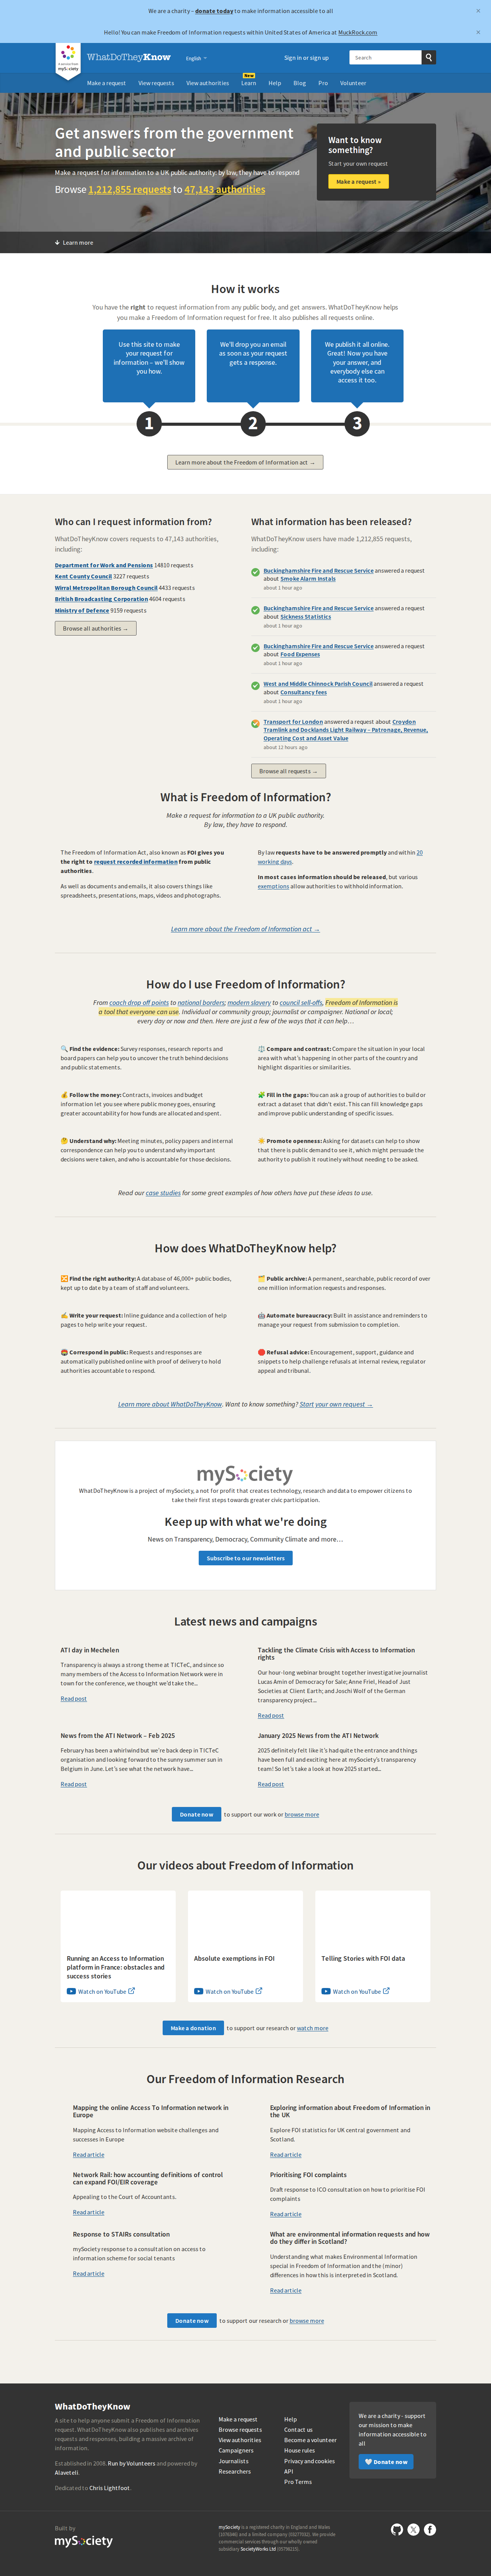 We are a charity – donate today to make information accessible to all
×
Hello! You can make Freedom of Information requests within United States of America at MuckRock.com
×
WhatDoTheyKnow
English
Sign in or sign up
Search
mySociety
Make a request
View requests
View authorities
New
Learn
Help
Blog
Pro
Volunteer
Get answers from the government
and public sector
Make a request for information to a UK public authority: by law, they have to respond
Browse 1,212,855 requests to 47,143 authorities
Want to know
something?
Start your own request
Make a request »
↓ Learn more
How it works
You have the right to request information from any public body, and get answers. WhatDoTheyKnow helps
you make a Freedom of Information request for free. It also publishes all requests online.
Use this site to make
your request for
information – we'll show
you how.
We'll drop you an email
as soon as your request
gets a response.
We publish it all online.
Great! Now you have
your answer, and
everybody else can
access it too.
1
2
3
Learn more about the Freedom of Information act →
Who can I request information from?
WhatDoTheyKnow covers requests to 47,143 authorities,
including:
Department for Work and Pensions 14810 requests
Kent County Council 3227 requests
Wirral Metropolitan Borough Council 4433 requests
British Broadcasting Corporation 4604 requests
Ministry of Defence 9159 requests
Browse all authorities →
What information has been released?
WhatDoTheyKnow users have made 1,212,855 requests,
including:
Buckinghamshire Fire and Rescue Service answered a request
about Smoke Alarm Instals
about 1 hour ago
Buckinghamshire Fire and Rescue Service answered a request
about Sickness Statistics
about 1 hour ago
Buckinghamshire Fire and Rescue Service answered a request
about Food Expenses
about 1 hour ago
West and Middle Chinnock Parish Council answered a request
about Consultancy fees
about 1 hour ago
Transport for London answered a request about Croydon
Tramlink and Docklands Light Railway – Patronage, Revenue,
Operating Cost and Asset Value
about 12 hours ago
Browse all requests →
What is Freedom of Information?
Make a request for information to a UK public authority.
By law, they have to respond.
The Freedom of Information Act, also known as FOI gives you
the right to request recorded information from public
authorities.
As well as documents and emails, it also covers things like
spreadsheets, presentations, maps, videos and photographs.
By law requests have to be answered promptly and within 20
working days.
In most cases information should be released, but various
exemptions allow authorities to withhold information.
Learn more about the Freedom of Information act →
How do I use Freedom of Information?
From coach drop off points to national borders; modern slavery to council sell-offs, Freedom of Information is
a tool that everyone can use. Individual or community group; journalist or campaigner. National or local;
every day or now and then. Here are just a few of the ways that it can help…
🔍 Find the evidence: Survey responses, research reports and
board papers can help you to uncover the truth behind decisions
and public statements.
⚖️ Compare and contrast: Compare the situation in your local
area with what's happening in other parts of the country and
highlight disparities or similarities.
💰 Follow the money: Contracts, invoices and budget
information let you see where public money goes, ensuring
greater accountability for how funds are allocated and spent.
🧩 Fill in the gaps: You can ask a group of authorities to build or
extract a dataset that didn't exist. This can fill knowledge gaps
and improve public understanding of specific issues.
🤔 Understand why: Meeting minutes, policy papers and internal
correspondence can help you to understand why important
decisions were taken, and who is accountable for those decisions.
☀️ Promote openness: Asking for datasets can help to show
that there is public demand to see it, which might persuade the
authority to publish it routinely without needing to be asked.
Read our case studies for some great examples of how others have put these ideas to use.
How does WhatDoTheyKnow help?
🔀 Find the right authority: A database of 46,000+ public bodies,
kept up to date by a team of staff and volunteers.
🗂️ Public archive: A permanent, searchable, public record of over
one million information requests and responses.
✍️ Write your request: Inline guidance and a collection of help
pages to help write your request.
🤖 Automate bureaucracy: Built in assistance and reminders to
manage your request from submission to completion.
📮 Correspond in public: Requests and responses are
automatically published online with proof of delivery to hold
authorities accountable to respond.
🛑 Refusal advice: Encouragement, support, guidance and
snippets to help challenge refusals at internal review, regulator
appeal and tribunal.
Learn more about WhatDoTheyKnow. Want to know something? Start your own request →
mySociety
WhatDoTheyKnow is a project of mySociety, a not for profit that creates technology, research and data to empower citizens to
take their first steps towards greater civic participation.
Keep up with what we're doing
News on Transparency, Democracy, Community Climate and more…
Subscribe to our newsletters
Latest news and campaigns
ATI day in Mechelen
Transparency is always a strong theme at TICTeC, and since so
many members of the Access to Information Network were in
town for the conference, we thought we'd take the...
Read post
Tackling the Climate Crisis with Access to Information
rights
Our hour-long webinar brought together investigative journalist
Lucas Amin of Democracy for Sale; Anne Friel, Head of Just
Societies at Client Earth; and Joschi Wolf of the German
transparency project...
Read post
News from the ATI Network – Feb 2025
February has been a whirlwind but we're back deep in TICTeC
organisation and looking forward to the sunny summer sun in
Belgium in June. Let's see what the network have...
Read post
January 2025 News from the ATI Network
2025 definitely felt like it's had quite the entrance and things
have been full and exciting here at mySociety's transparency
team! So let's take a look at how 2025 started...
Read post
Donate now to support our work or browse more
Our videos about Freedom of Information
Running an Access to Information
platform in France: obstacles and
success stories
Watch on YouTube
Absolute exemptions in FOI
Watch on YouTube
Telling Stories with FOI data
Watch on YouTube
Make a donation to support our research or watch more
Our Freedom of Information Research
Mapping the online Access To Information network in
Europe
Mapping Access to Information website challenges and
successes in Europe
Read article
Exploring information about Freedom of Information in
the UK
Explore FOI statistics for UK central government and
Scotland.
Read article
Network Rail: how accounting definitions of control
can expand FOI/EIR coverage
Appealing to the Court of Accountants.
Read article
Prioritising FOI complaints
Draft response to ICO consultation on how to prioritise FOI
complaints
Read article
Response to STAIRs consultation
mySociety response to a consultation on access to
information scheme for social tenants
Read article
What are environmental information requests and how
do they differ in Scotland?
Understanding what makes Environmental Information
special in Freedom of Information and the (minor)
differences in how this is interpreted in Scotland.
Read article
Donate now to support our research or browse more
WhatDoTheyKnow
A site to help anyone submit a Freedom of Information
request. WhatDoTheyKnow also publishes and archives
requests and responses, building a massive archive of
information.
Established in 2008. Run by Volunteers and powered by
Alaveteli.
Dedicated to Chris Lightfoot.
Make a request
Browse requests
View authorities
Campaigners
Journalists
Researchers
Help
Contact us
Become a volunteer
House rules
Privacy and cookies
API
Pro Terms
We are a charity - support
our mission to make
information accessible to
all
🤍 Donate now
Built by
mySociety
mySociety is a registered charity in England and Wales
(1076346) and a limited company (03277032). We provide
commercial services through our wholly owned
subsidiary SocietyWorks Ltd (05798215).